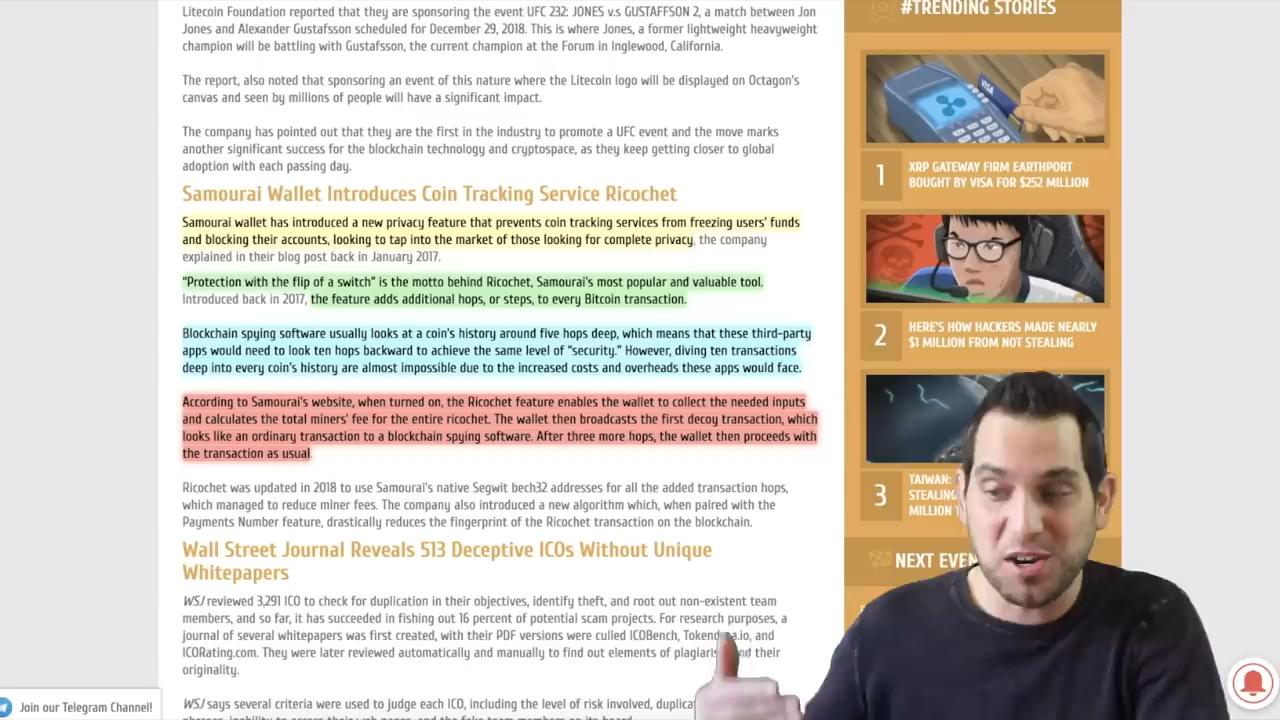 Litecoin Foundation reported that they are sponsoring the event UFC 232: JONES v.s GUSTAFFSON 2, a match between Jon
Jones and Alexander Gustafsson scheduled for December 29, 2018. This is where Jones, a former lightweight heavyweight
champion will be battling with Gustafsson, the current champion at the Forum in Inglewood, California.
The report, also noted that sponsoring an event of this nature where the Litecoin logo will be displayed on Octagon's
canvas and seen by millions of people will have a significant impact.
The company has pointed out that they are the first in the industry to promote a UFC event and the move marks
another significant success for the blockchain technology and cryptospace, as they keep getting closer to global
adoption with each passing day.
Samourai Wallet Introduces Coin Tracking Service Ricochet
Samourai wallet has introduced a new privacy feature that prevents coin tracking services from freezing users' funds
and blocking their accounts, looking to tap into the market of those looking for complete privacy, the company
explained in their blog post back in January 2017.
“Protection with the flip of a switch” is the motto behind Ricochet, Samourai's most popular and valuable tool.
Introduced back in 2017, the feature adds additional hops, or steps, to every Bitcoin transaction.
Blockchain spying software usually looks at a coin's history around five hops deep, which means that these third-party
apps would need to look ten hops backward to achieve the same level of “security.” However, diving ten transactions
deep into every coin's history are almost impossible due to the increased costs and overheads these apps would face.
According to Samourai's website, when turned on, the Ricochet feature enables the wallet to collect the needed inputs
and calculates the total miners' fee for the entire ricochet. The wallet then broadcasts the first decoy transaction, which
looks like an ordinary transaction to a blockchain spying software. After three more hops, the wallet then proceeds with
the transaction as usual.
Ricochet was updated in 2018 to use Samourai's native Segwit bech32 addresses for all the added transaction hops,
which managed to reduce miner fees. The company also introduced a new algorithm which, when paired with the
Payments Number feature, drastically reduces the fingerprint of the Ricochet transaction on the blockchain.
Wall Street Journal Reveals 513 Deceptive ICOs Without Unique
Whitepapers
WSJ reviewed 3,291 ICO to check for duplication in their objectives, identify theft, and root out non-existent team
members, and so far, it has succeeded in fishing out 16 percent of potential scam projects. For research purposes, a
journal of several whitepapers was first created, with their PDF versions were culled ICOBench, and
ICORating.com. They were later reviewed automatically and manually to find out elements of their
originality.
WSJ says several criteria were used to judge each ICO, including the level of risk involved,
Join our Telegram Channel!
#TRENDING STORIES
VISA
1
XRP GATEWAY FIRM EARTHPORT
BOUGHT BY VISA FOR $252 MILLION
2
HERE'S HOW HACKERS MADE NEARLY
$1 MILLION FROM NOT STEALING
3
TAIWAN:
STEALING
MILLION
NEXT